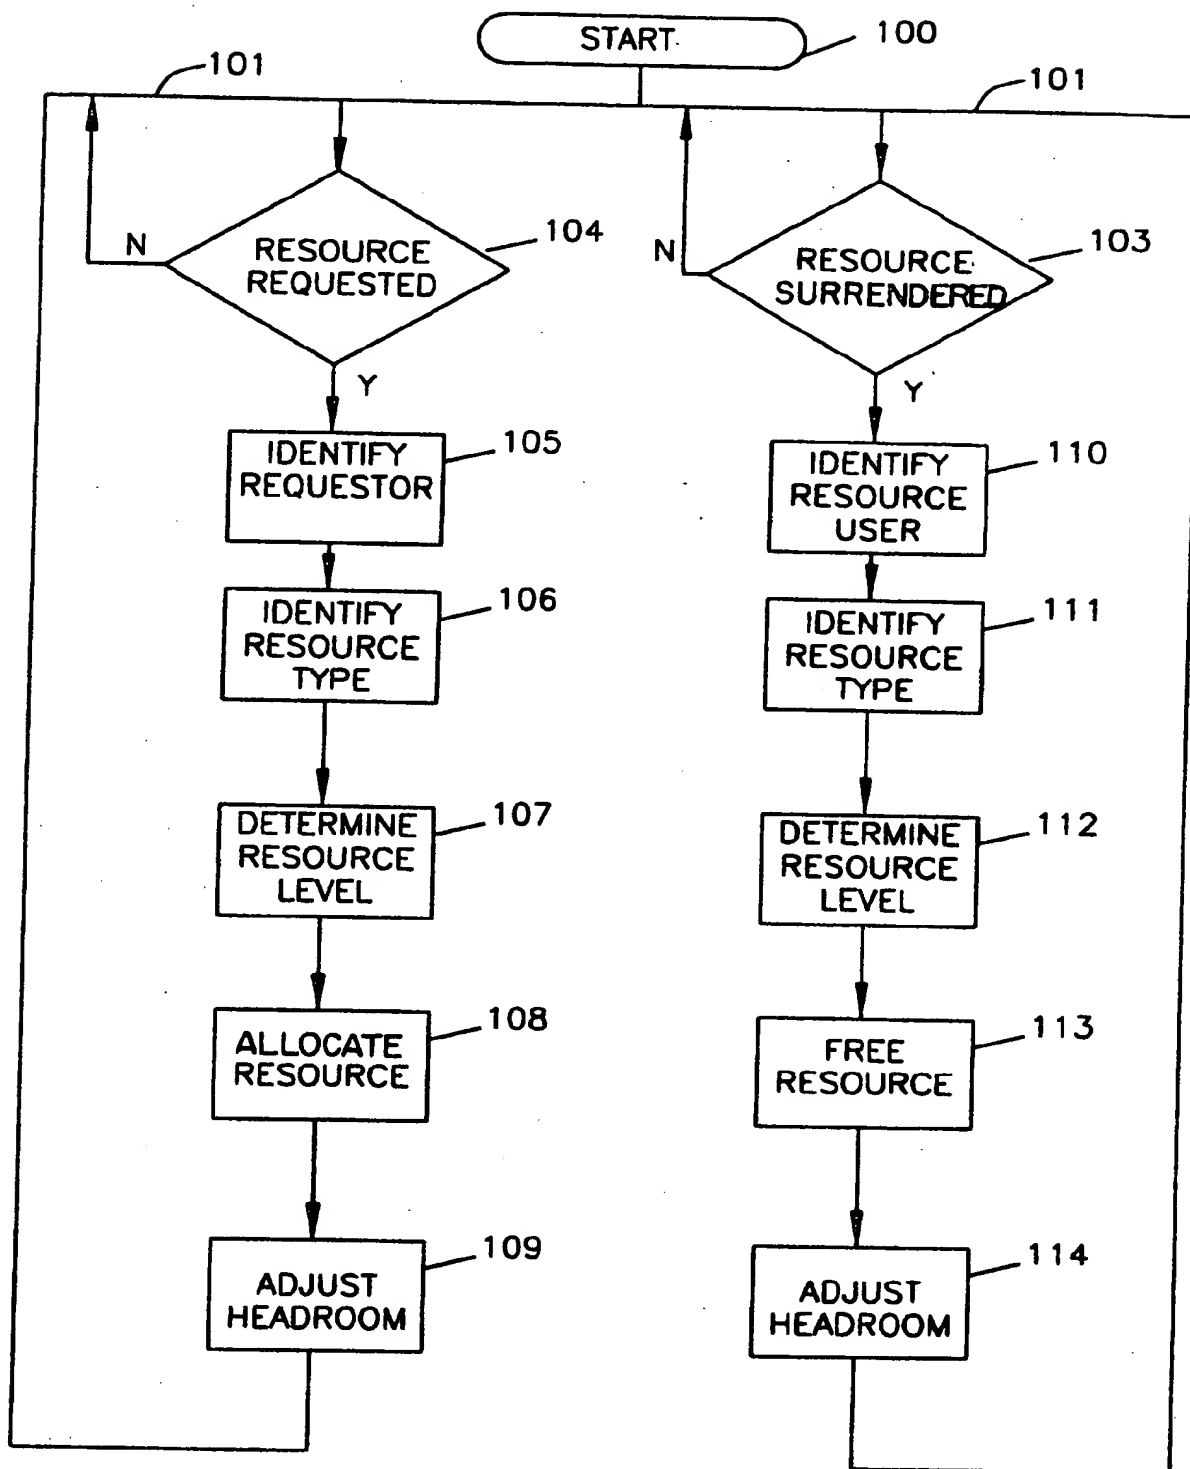 START
100
101
101
RESOURCE
REQUESTED
104
N
Y
RESOURCE
SURRENDERED
103
N
Y
IDENTIFY
REQUESTOR
105
IDENTIFY
RESOURCE
USER
110
IDENTIFY
RESOURCE
TYPE
106
IDENTIFY
RESOURCE
TYPE
111
DETERMINE
RESOURCE
LEVEL
107
DETERMINE
RESOURCE
LEVEL
112
ALLOCATE
RESOURCE
108
FREE
RESOURCE
113
ADJUST
HEADROOM
109
ADJUST
HEADROOM
114